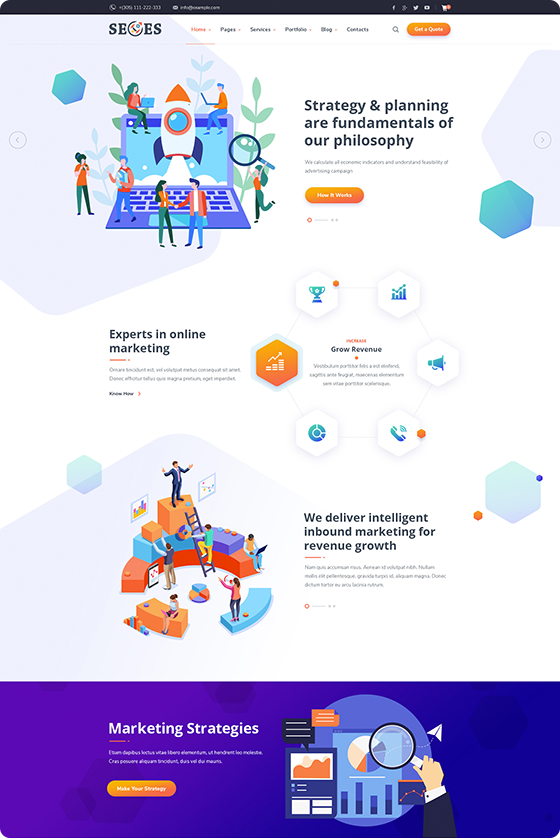 +(305) 111-222-333 info@example.com
SEOES Home Pages Services Portfolio Blog Contacts Get a Quote
Strategy & planning
are fundamentals of
our philosophy
We calculate all economic indicators and understand feasibility of
advertising campaign
How It Works
Experts in online
marketing
Ornare tincidunt est, vel volutpat metus consequat sit amet.
Donec efficitur tellus quis magna pretium, eget imperdiet.
Know How
INCREASE
Grow Revenue
Vestibulum porttitor felis a est eleifend,
sagittis ante feugiat, maecenas elementum
sem vitae porttitor scelerisque.
We deliver intelligent
inbound marketing for
revenue growth
Nam quis accumsan risus. Aenean id volutpat nibh. Nullam
mollis elit pellentesque, gravida turpis id, aliquam magna. Donec
dictum tortor eu arcu lacinia rutrum.
Marketing Strategies
Etiam dapibus lectus vitae libero elementum, ut hendrerit leo molestie.
Cras posuere aliquam tincidunt, duis vel dui mauris.
Make Your Strategy